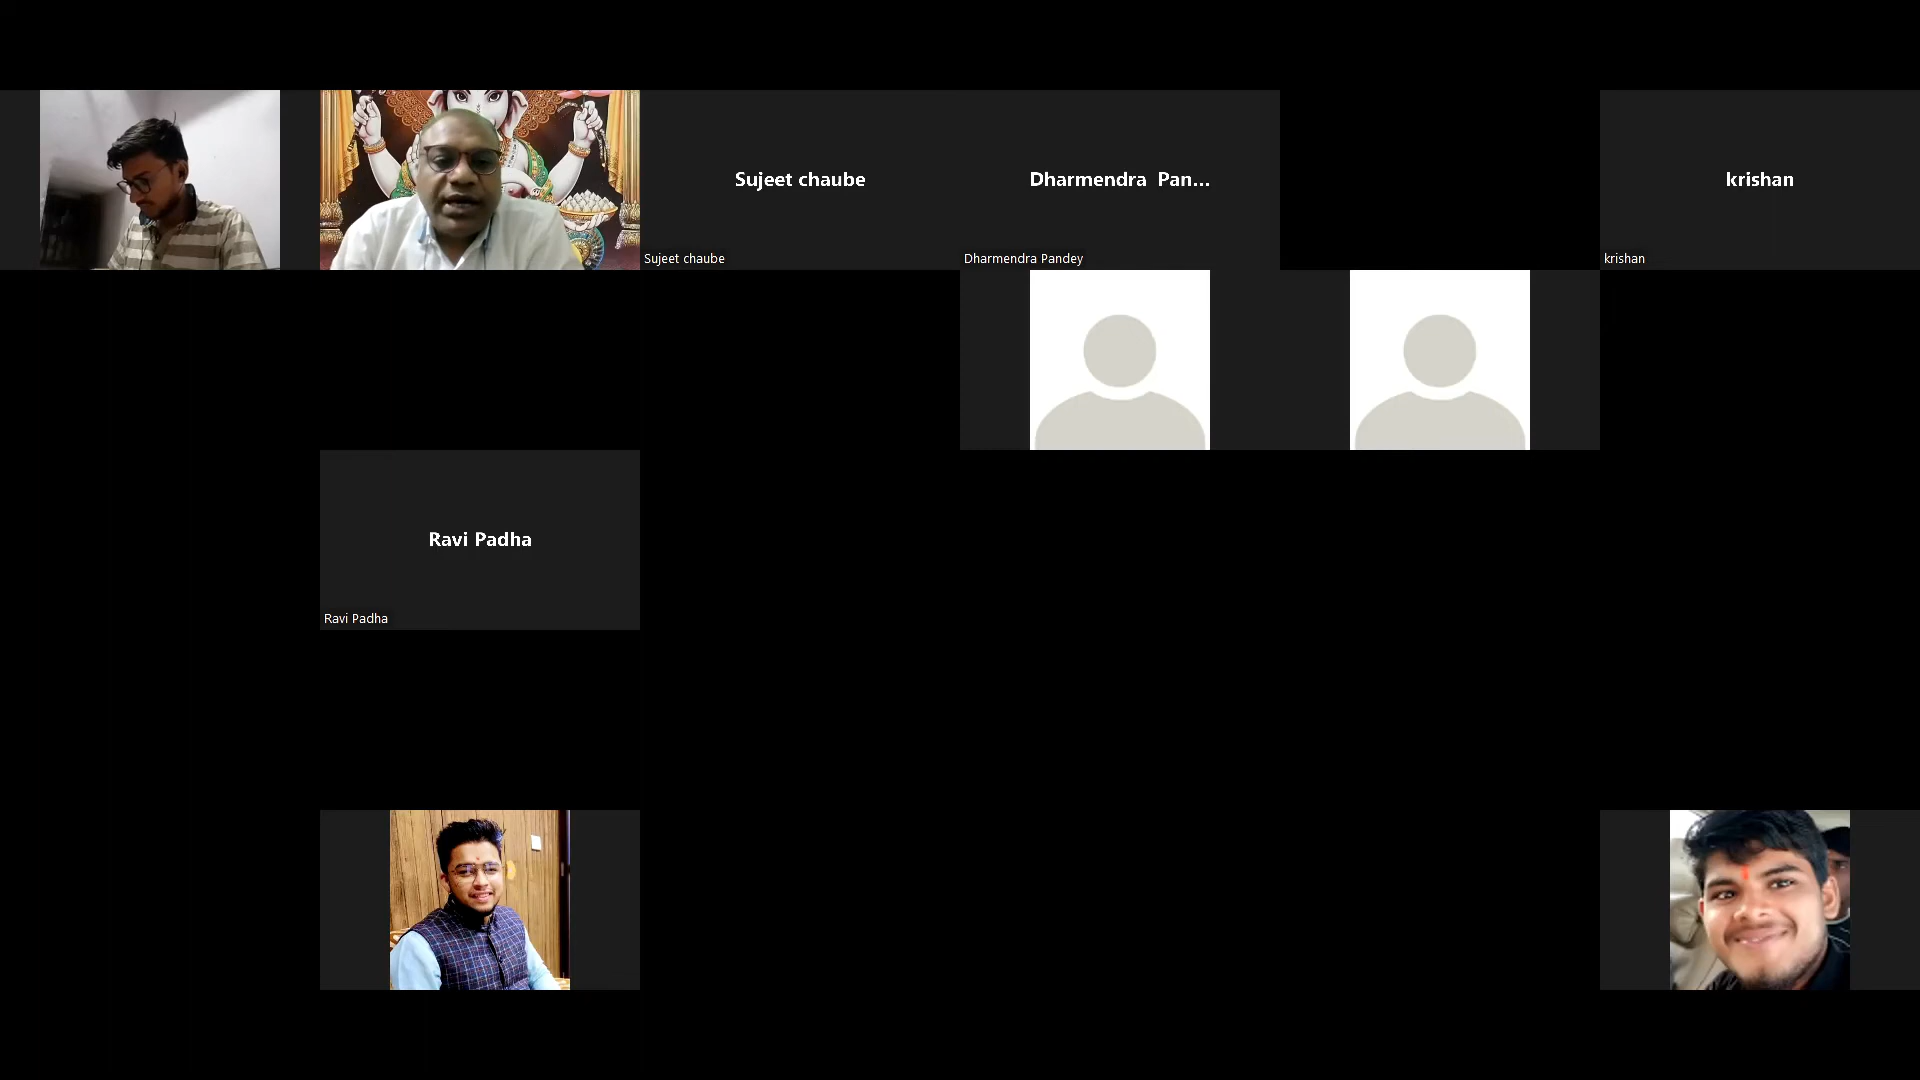 Sujeet chaube
Dharmendra Pan...
krishan
Sujeet chaube
Dharmendra Pandey
krishan
Ravi Padha
Ravi Padha